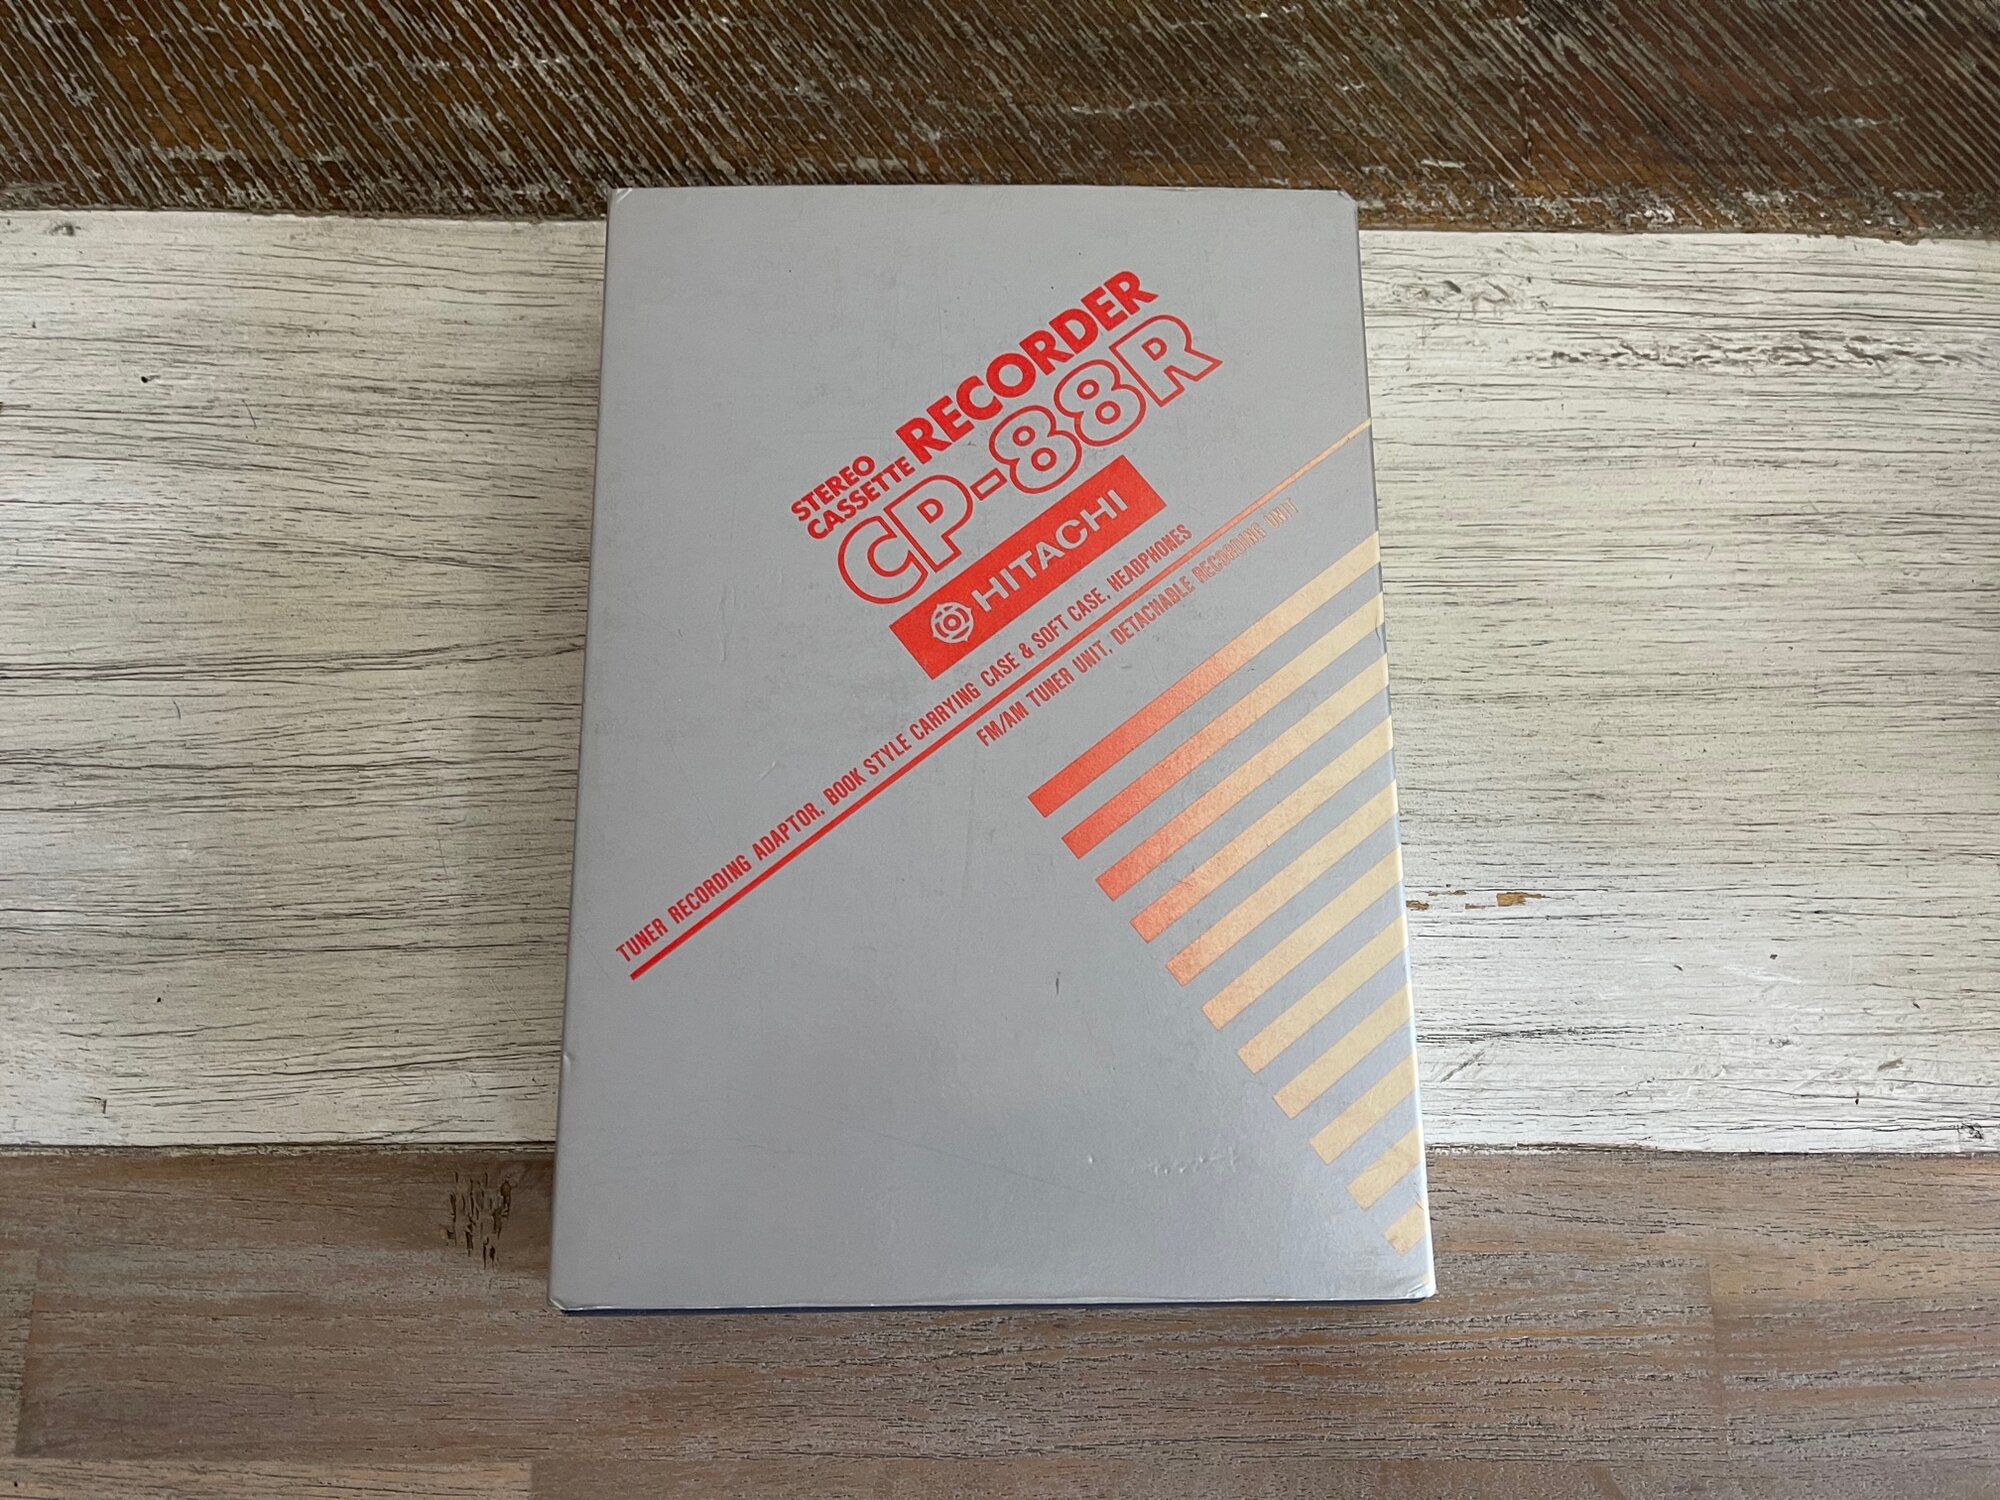 STEREO
CASSETTE RECORDER
CP-88R
HITACHI
TUNER RECORDING ADAPTOR, BOOK STYLE CARRYING CASE & SOFT CASE, HEADPHONES
FM/AM TUNER UNIT, DETACHABLE RECORDING UNIT